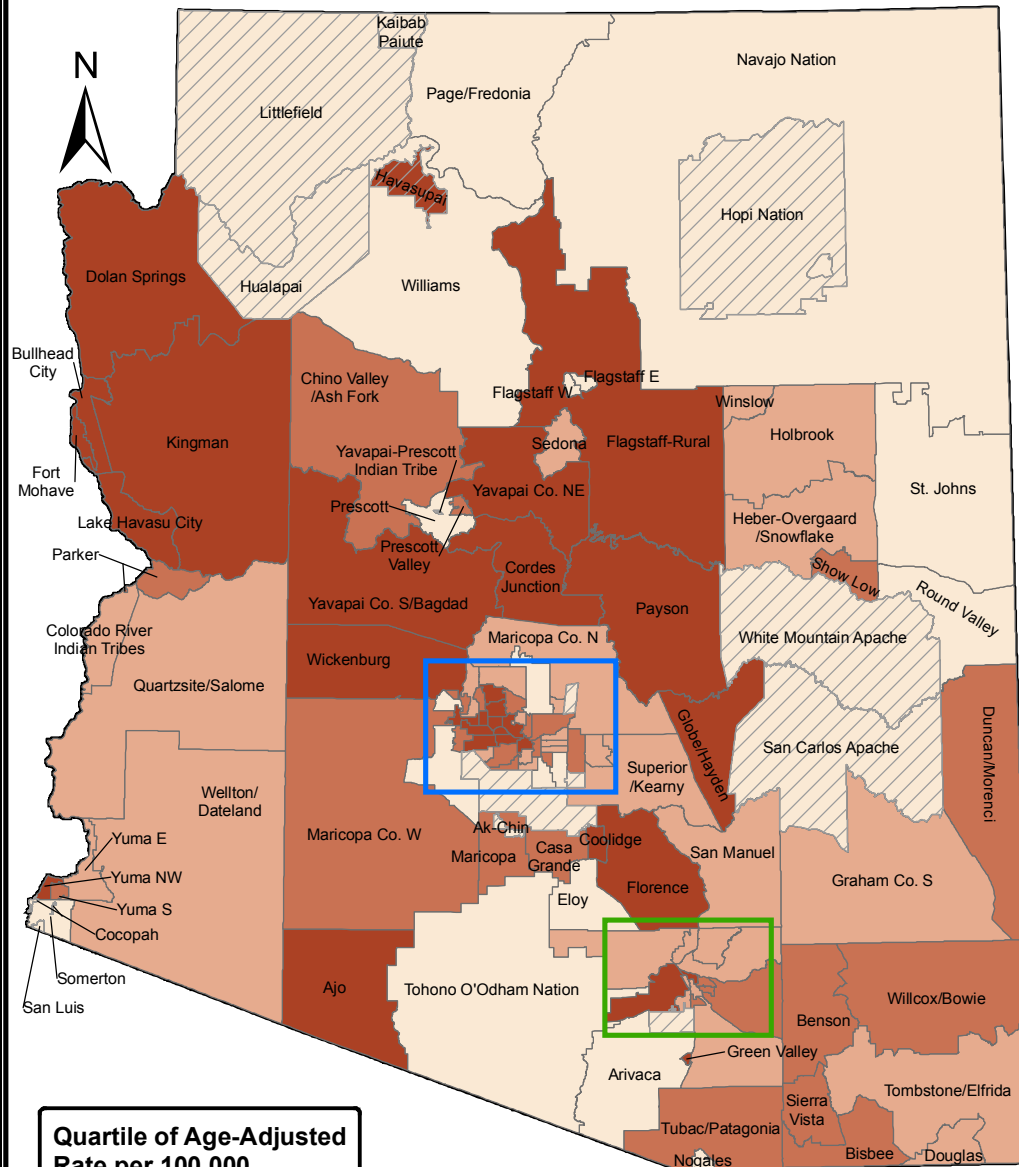 Kaibab
Paiute
Navajo Nation
N
Page/Fredonia
Littlefield
Havasupai
Hopi Nation
Dolan Springs
Hualapai
Williams
Bullhead
City
Chino Valley
/Ash Fork
Flagstaff W
Flagstaff E
Winslow
Kingman
Sedona
Flagstaff-Rural
Holbrook
Yavapai-Prescott
Indian Tribe
Fort
Mohave
Yavapai Co. NE
St. Johns
Prescott
Lake Havasu City
Heber-Overgaard
/Snowflake
Prescott
Valley
Parker
Cordes
Junction
Show Low
Yavapai Co. S/Bagdad
Payson
Round Valley
Colorado River
Indian Tribes
Maricopa Co. N
White Mountain Apache
Wickenburg
Quartzsite/Salome
Globe/Hayden
San Carlos Apache
Duncan/Morenci
Superior
/Kearny
Wellton/
Dateland
Maricopa Co. W
Ak-Chin
Yuma E
Coolidge
Maricopa
Casa
Grande
San Manuel
Yuma NW
Florence
Graham Co. S
Eloy
Yuma S
Cocopah
Somerton
San Luis
Ajo
Tohono O'Odham Nation
Willcox/Bowie
Benson
Green Valley
Arivaca
Tombstone/Elfrida
Sierra
Vista
Tubac/Patagonia
Bisbee
Douglas
Nogales
Quartile of Age-Adjusted
Rate per 100,000